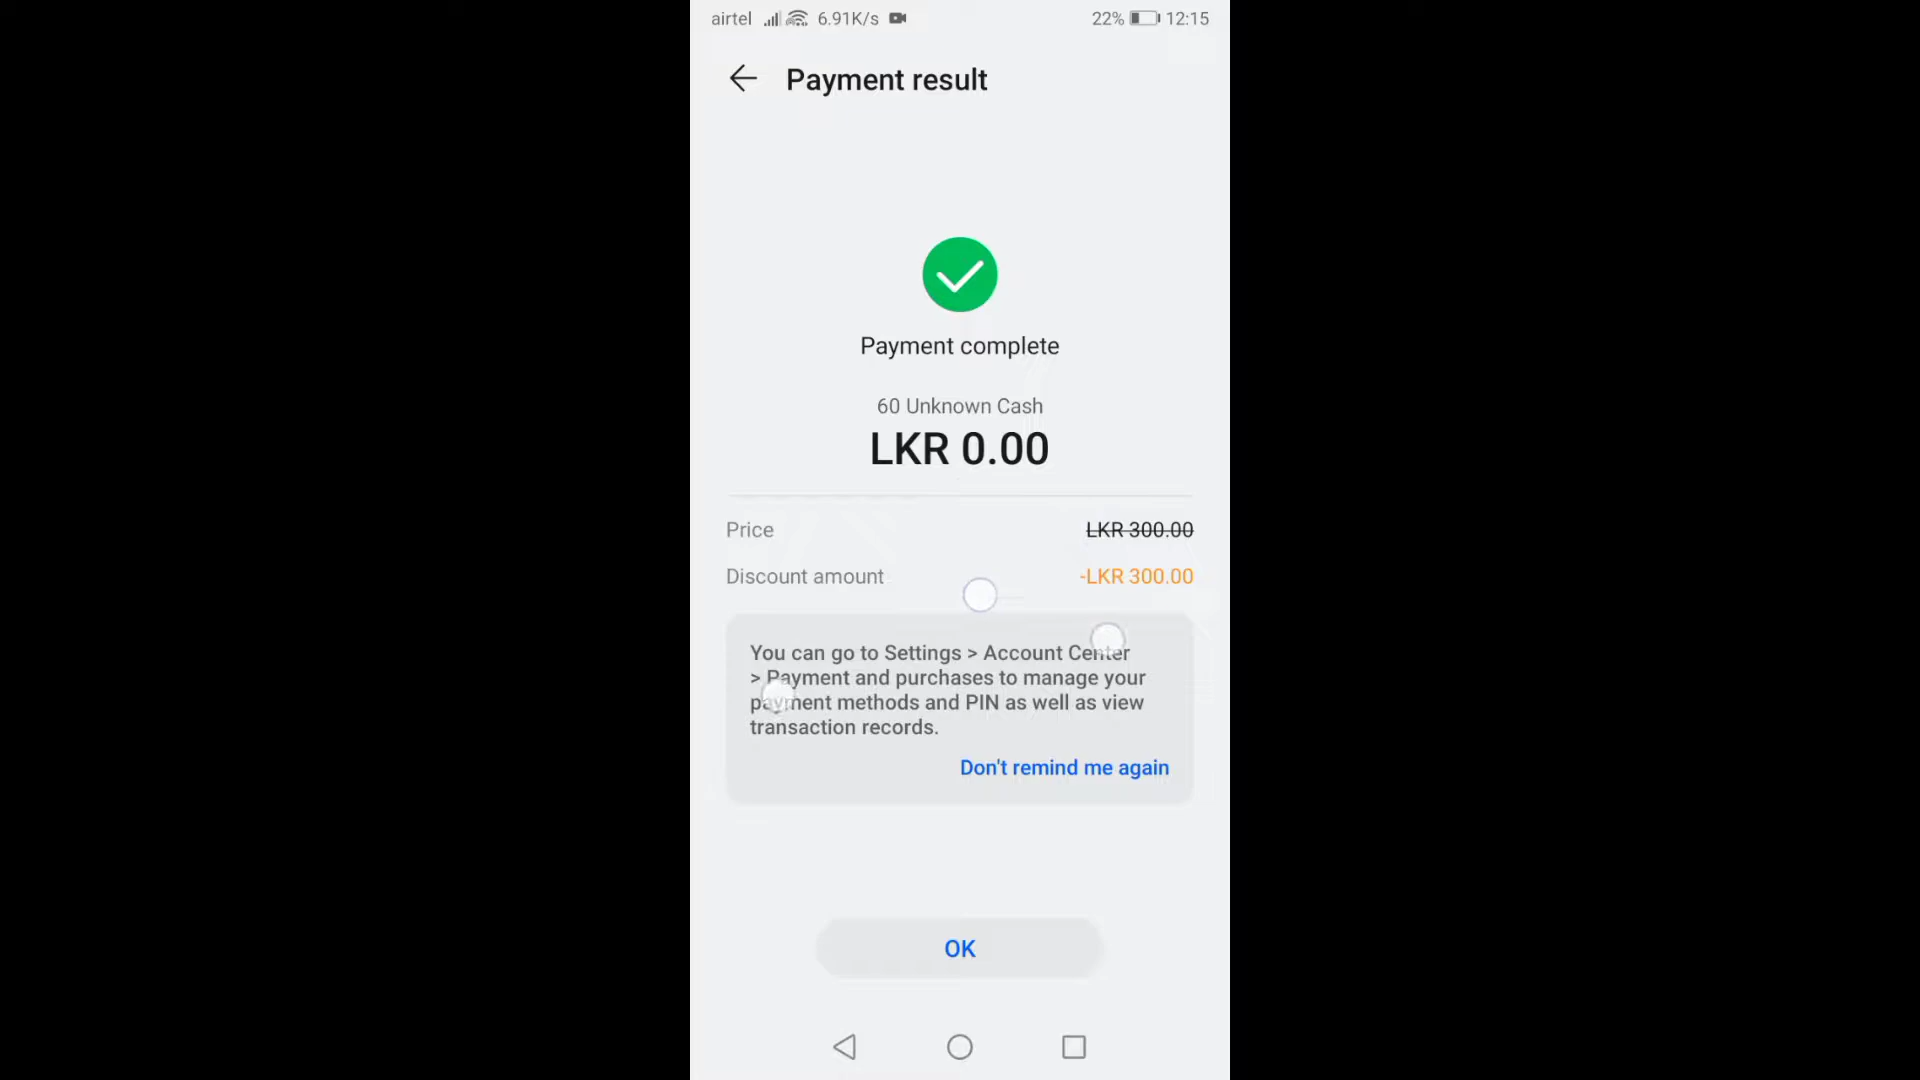 airtel 6.91K/s 22% 12:15
Payment result
Payment complete
60 Unknown Cash
LKR 0.00
Price LKR 300.00
Discount amount -LKR 300.00
You can go to Settings > Account Center
> Payment and purchases to manage your
payment methods and PIN as well as view
transaction records.
Don't remind me again
OK